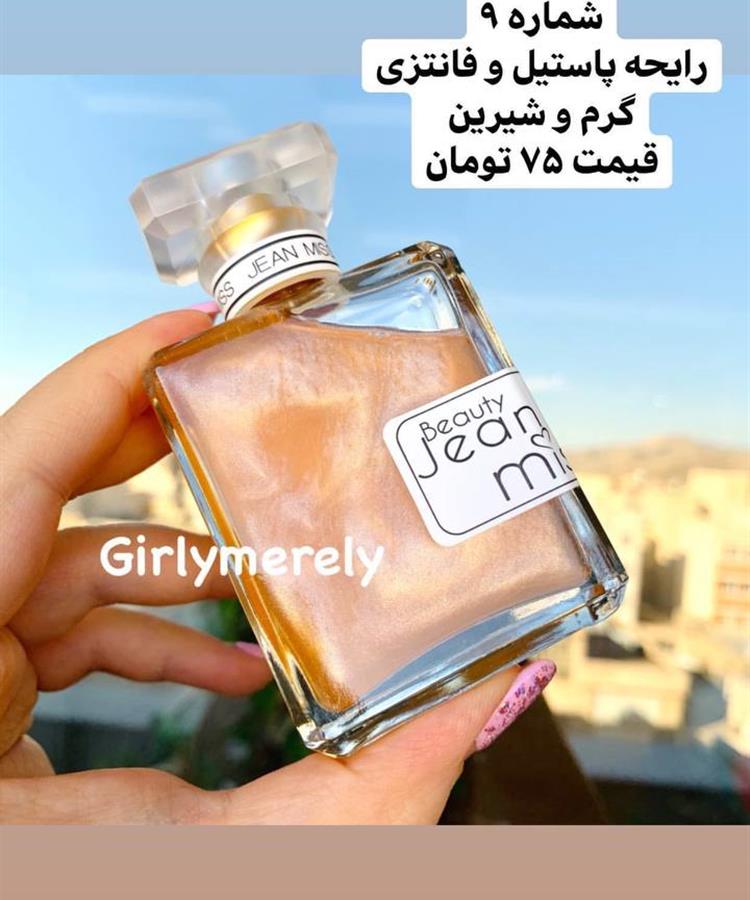 شماره ۹
رایحه پاستیل و فانتزی
گرم و شیرین
قیمت ۷۵ تومان
JEAN MISS
Beauty
Jean
Girlymerely